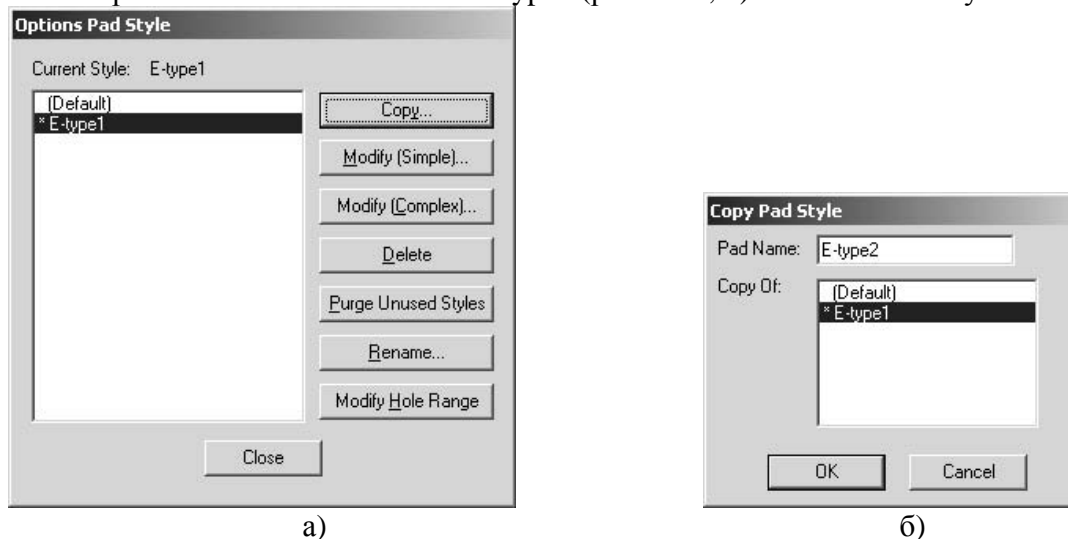 Options Pad Style
Current Style: E-type1
(Default)
* E-type1
Copy...
Modify (Simple)...
Modify (Complex)...
Delete
Purge Unused Styles
Rename...
Modify Hole Range
Close
а)
Copy Pad Style
Pad Name: E-type2
Copy Of:
(Default)
* E-type1
OK Cancel
б)